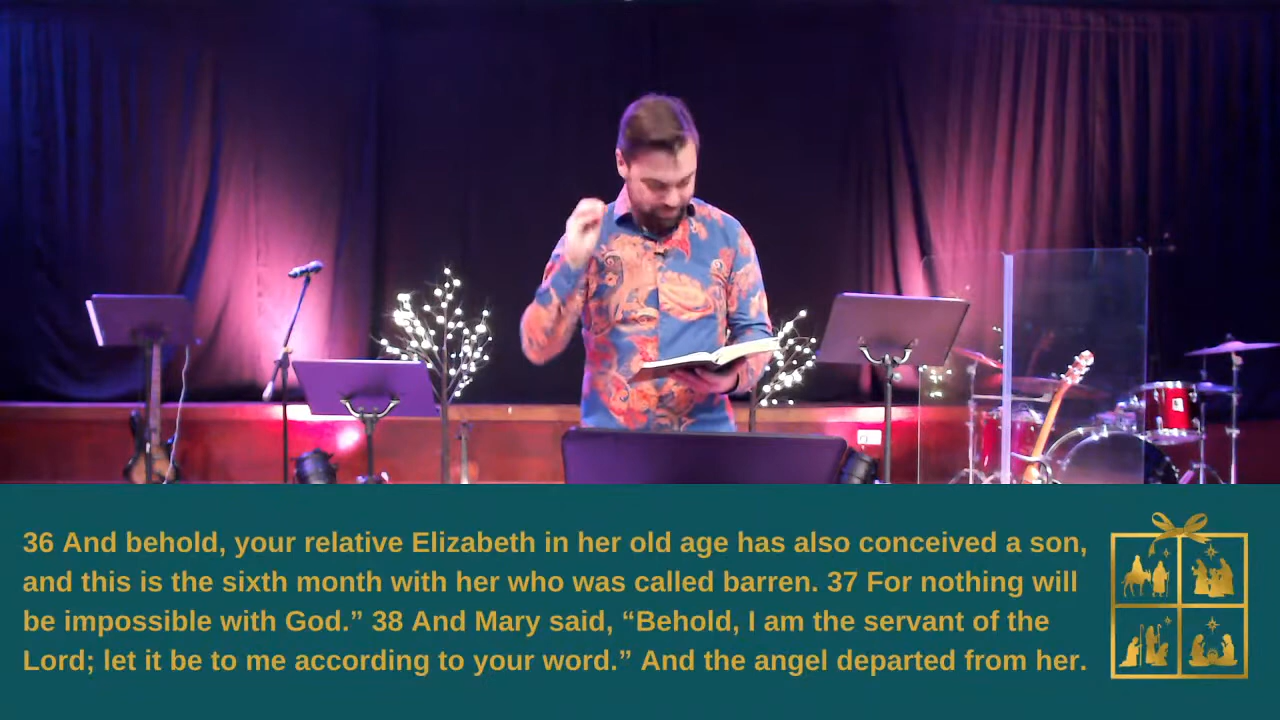 36 And behold, your relative Elizabeth in her old age has also conceived a son,
and this is the sixth month with her who was called barren. 37 For nothing will
be impossible with God.” 38 And Mary said, “Behold, I am the servant of the
Lord; let it be to me according to your word.” And the angel departed from her.